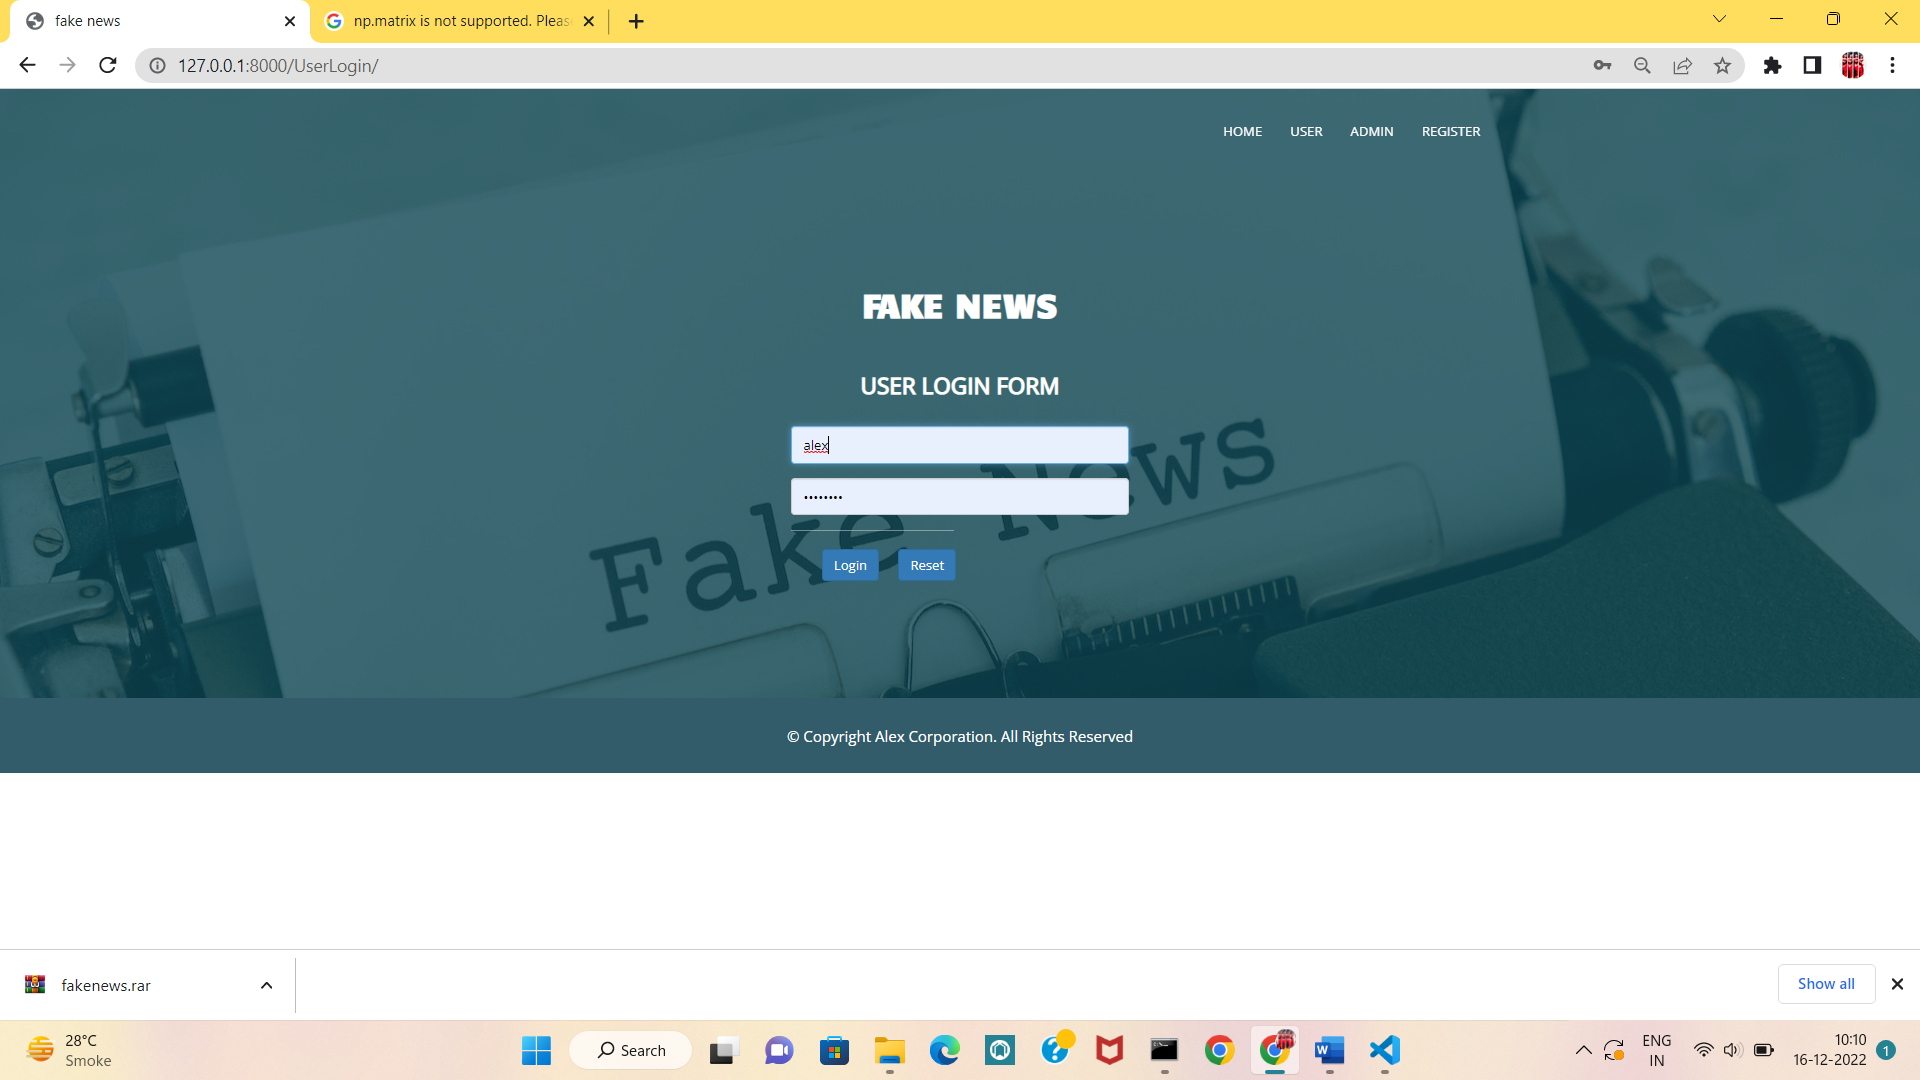 fake news
np.matrix is not supported. Pleas
127.0.0.1:8000/UserLogin/
HOME USER ADMIN REGISTER
FAKE NEWS
USER LOGIN FORM
alex
••••••••
Fake News
Login Reset
© Copyright Alex Corporation. All Rights Reserved
fakenews.rar
Show all
28°C
Smoke
Search
ENG
IN
10:10
16-12-2022
1